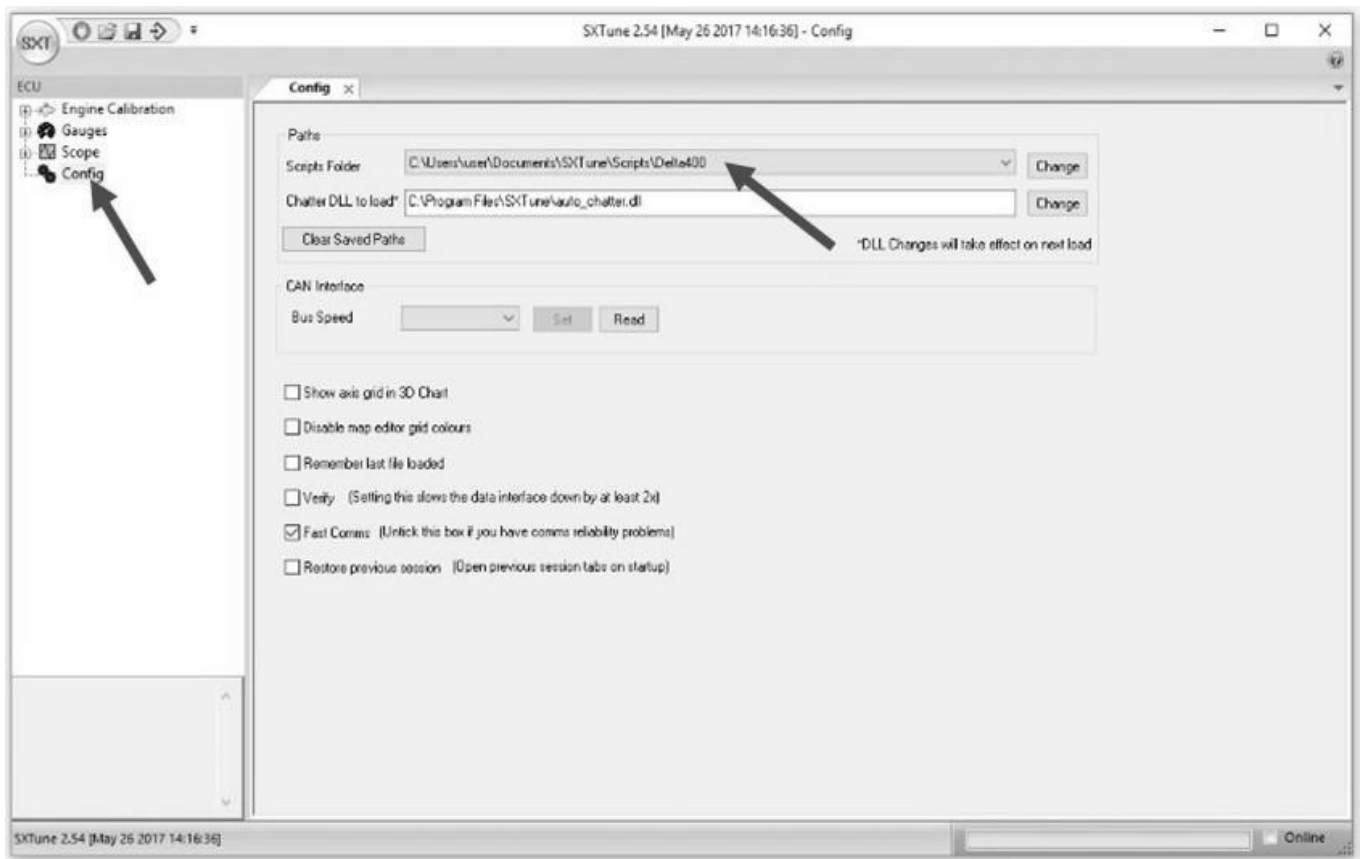 SXT
SXTune 2.54 [May 26 2017 14:16:36] - Config
ECU
Engine Calibration
Gauges
Scope
Config
Config x
Paths
Scripts Folder C:\Users\user\Documents\SXTune\Scripts\Delta400 Change
Chatter DLL to load* C:\Program Files\SXTune\auto_chatter.dll Change
Clear Saved Paths *DLL Changes will take effect on next load
CAN Interface
Bus Speed Set Read
Show axis grid in 3D Chart
Disable map editor grid colours
Remember last file loaded
Verify (Setting this slows the data interface down by at least 2x)
Fast Comms (Untick this box if you have comms reliability problems)
Restore previous session (Open previous session tabs on startup)
SXTune 2.54 [May 26 2017 14:16:36] Online